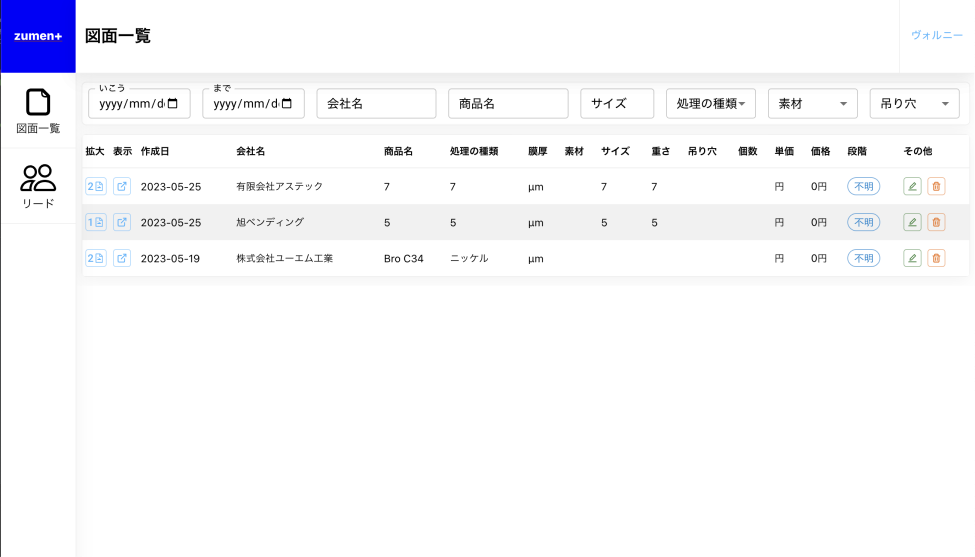 zumen+
図面一覧
ヴォルニー
図面一覧
リード
いこう まで
yyyy/mm/d yyyy/mm/d 会社名 商品名 サイズ 処理の種類 素材 吊り穴
拡大 表示 作成日 会社名 商品名 処理の種類 膜厚 素材 サイズ 重さ 吊り穴 個数 単価 価格 段階 その他
2 2023-05-25 有限会社アステック 7 7 μm 7 7 円 0円 不明
1 2023-05-25 旭ベンディング 5 5 μm 5 5 円 0円 不明
2 2023-05-19 株式会社ユーエム工業 Bro C34 ニッケル μm 円 0円 不明